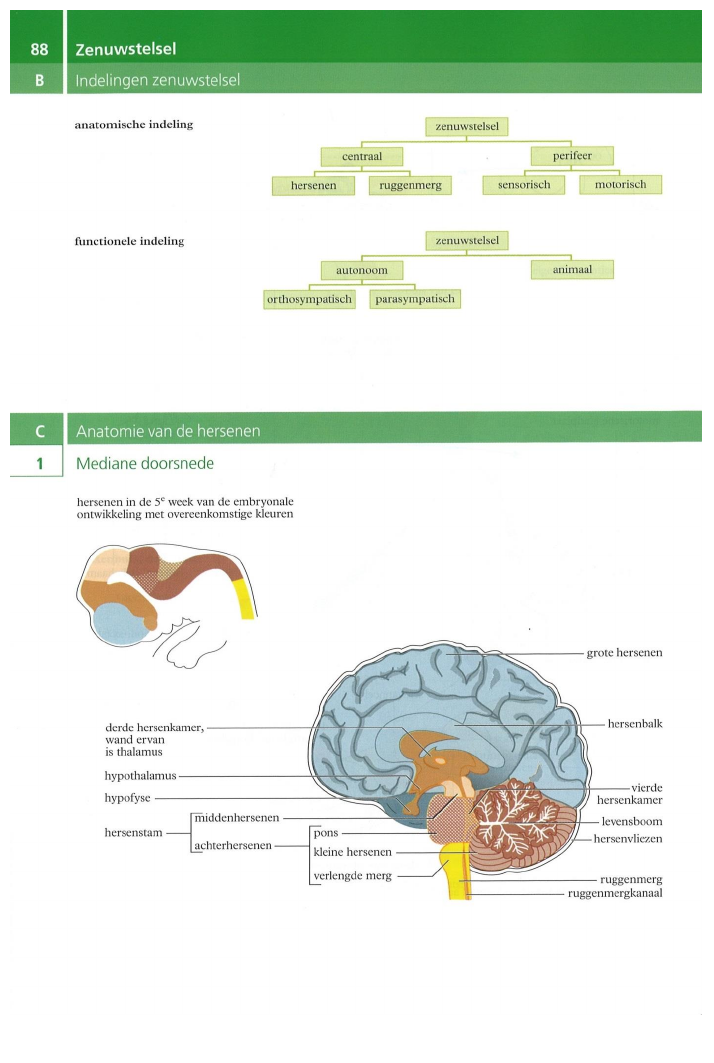 88 Zenuwstelsel
B Indelingen zenuwstelsel
anatomische indeling
zenuwstelsel
centraal
perifeer
hersenen
ruggenmerg
sensorisch
motorisch
functionele indeling
zenuwstelsel
autonoom
animaal
orthosympatisch
parasympatisch
C Anatomie van de hersenen
1 Mediane doorsnede
hersenen in de 5e week van de embryonale
ontwikkeling met overeenkomstige kleuren
grote hersenen
derde hersenkamer,
wand ervan
is thalamus
hersenbalk
hypothalamus
hypofyse
vierde
hersenkamer
hersenstam
middenhersenen
achterhersenen
pons
kleine hersenen
verlengde merg
levensboom
hersenvliezen
ruggenmerg
ruggenmergkanaal